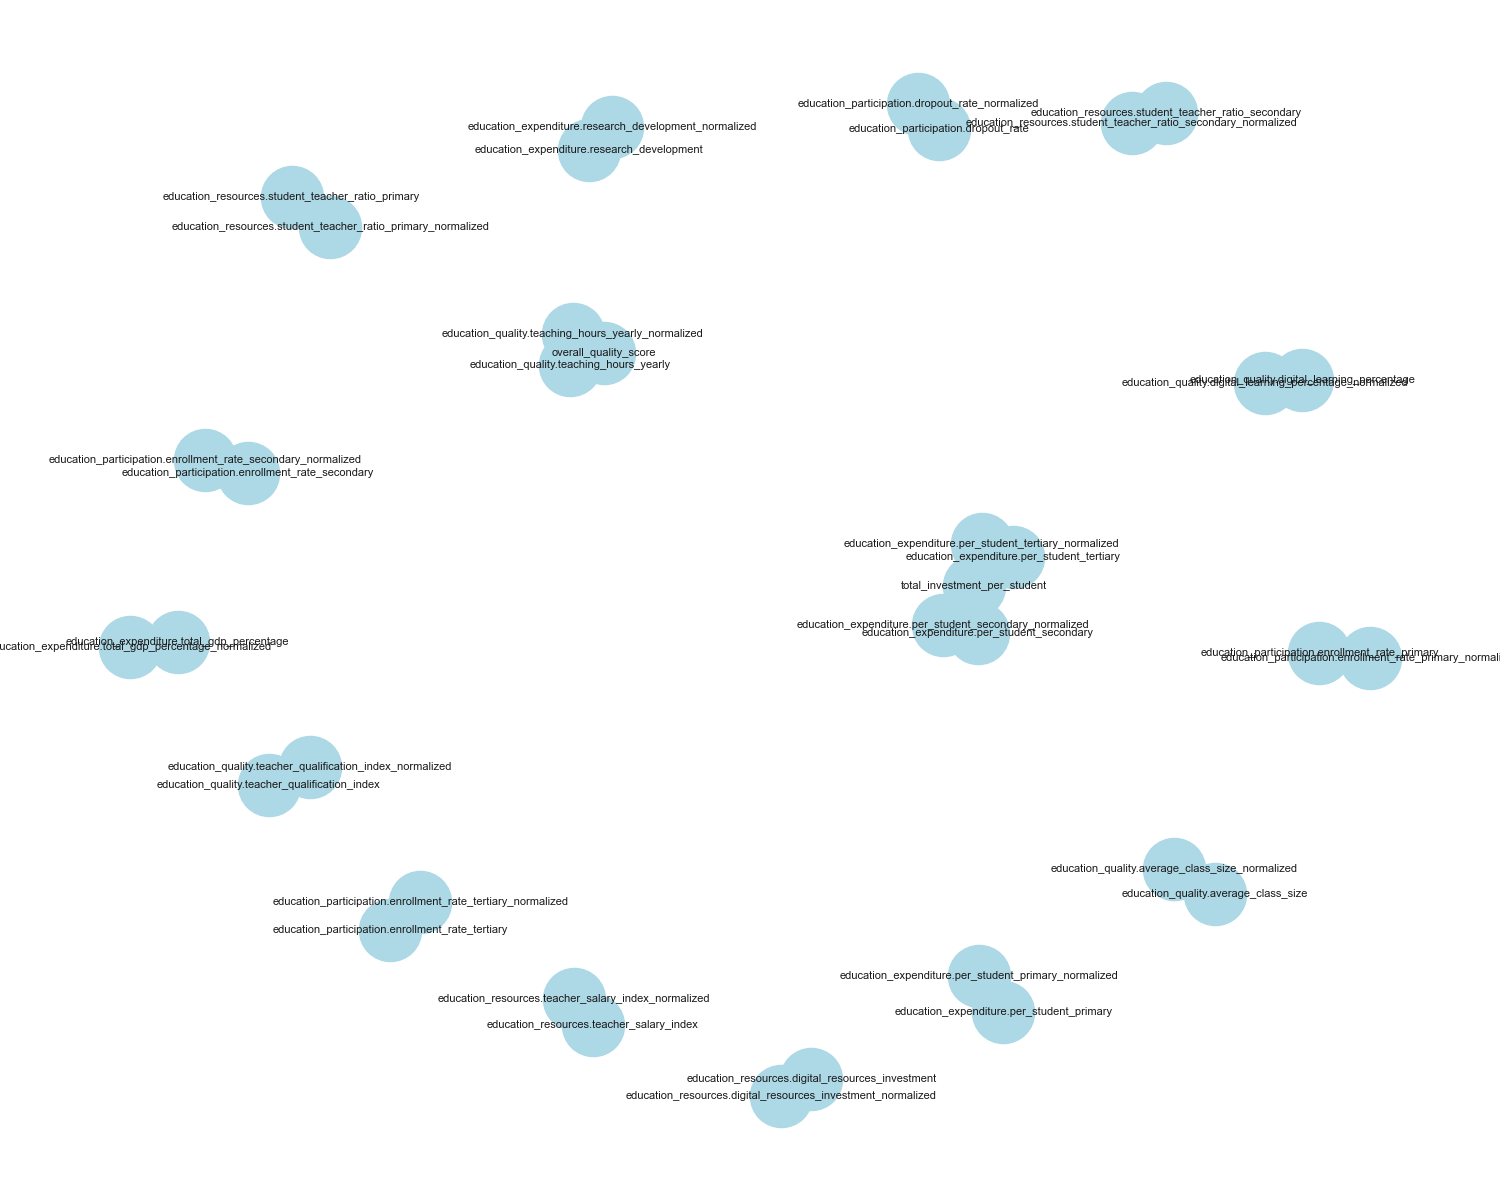 education_participation.dropout_rate_normalized
education_resources.student_teacher_ratio_secondary
education_resources.student_teacher_ratio_secondary_normalized
education_expenditure.research_development_normalized
education_participation.dropout_rate
education_expenditure.research_development
education_resources.student_teacher_ratio_primary
education_resources.student_teacher_ratio_primary_normalized
education_quality.teaching_hours_yearly_normalized
overall_quality_score
education_quality.teaching_hours_yearly
education_quality.digital_learning_percentage
education_quality.digital_learning_percentage_normalized
education_participation.enrollment_rate_secondary_normalized
education_participation.enrollment_rate_secondary
education_expenditure.per_student_tertiary_normalized
education_expenditure.per_student_tertiary
total_investment_per_student
education_expenditure.per_student_secondary_normalized
education_expenditure.per_student_secondary
education_expenditure.total_gdp_percentage
ucation_expenditure.total_gdp_percentage_normalized
education_participation.enrollment_rate_primary
education_participation.enrollment_rate_primary_normali
education_quality.teacher_qualification_index_normalized
education_quality.teacher_qualification_index
education_quality.average_class_size_normalized
education_quality.average_class_size
education_participation.enrollment_rate_tertiary_normalized
education_participation.enrollment_rate_tertiary
education_expenditure.per_student_primary_normalized
education_resources.teacher_salary_index_normalized
education_expenditure.per_student_primary
education_resources.teacher_salary_index
education_resources.digital_resources_investment
education_resources.digital_resources_investment_normalized